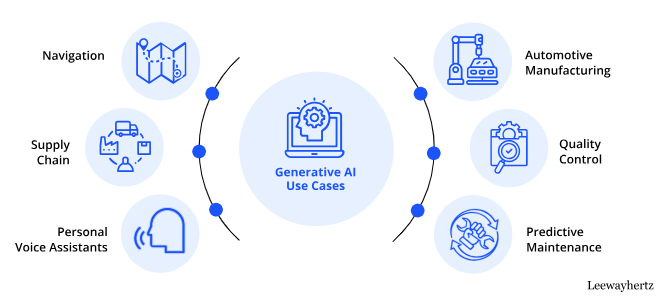 Navigation
Supply
Chain
Personal
Voice Assistants
Generative AI
Use Cases
Automotive
Manufacturing
Quality
Control
Predictive
Maintenance
Leewayhertz